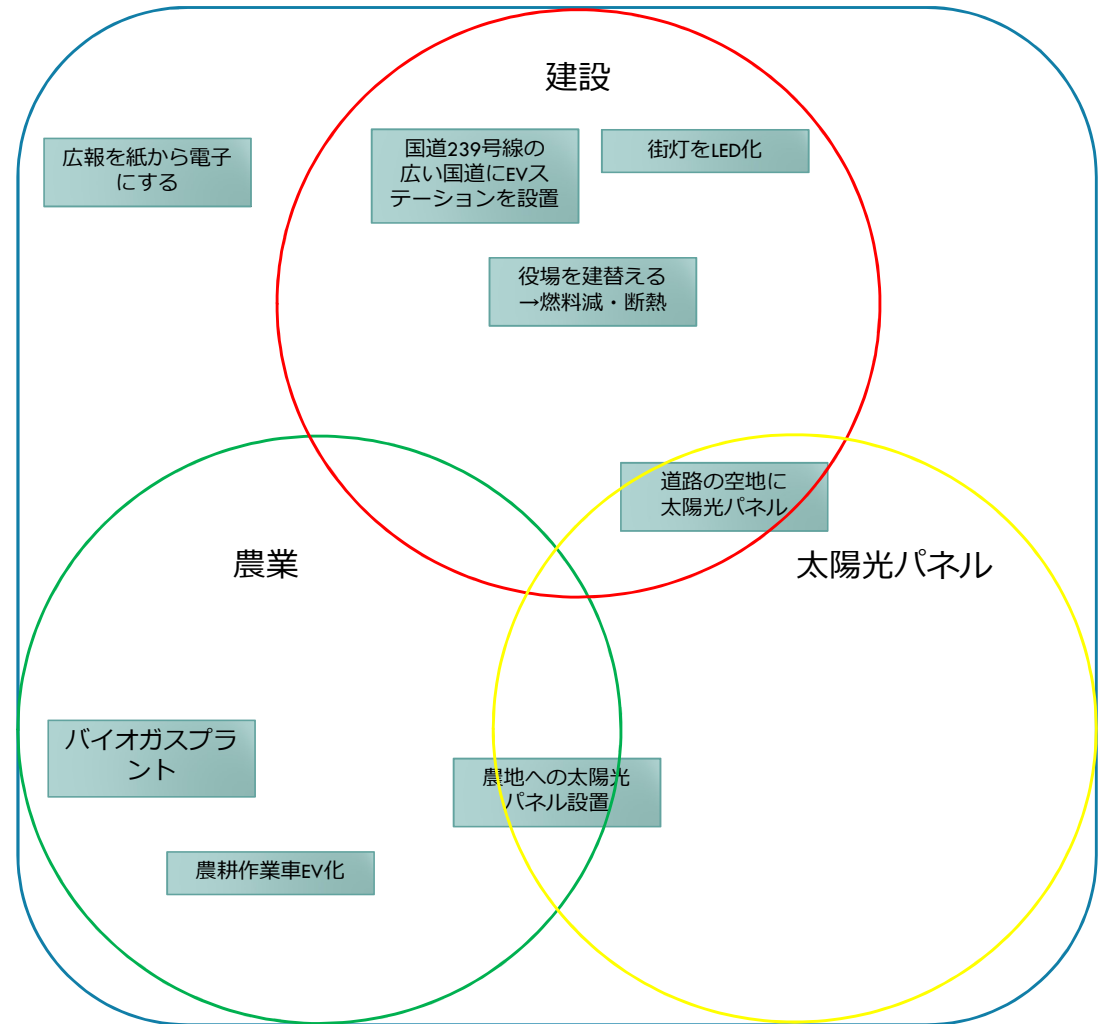 建設
広報を紙から電子
にする
国道239号線の
広い国道にEVス
テーションを設置
街灯をLED化
役場を建替える
→燃料減・断熱
道路の空地に
太陽光パネル
農業
太陽光パネル
バイオガスプラ
ント
農地への太陽光
パネル設置
農耕作業車EV化